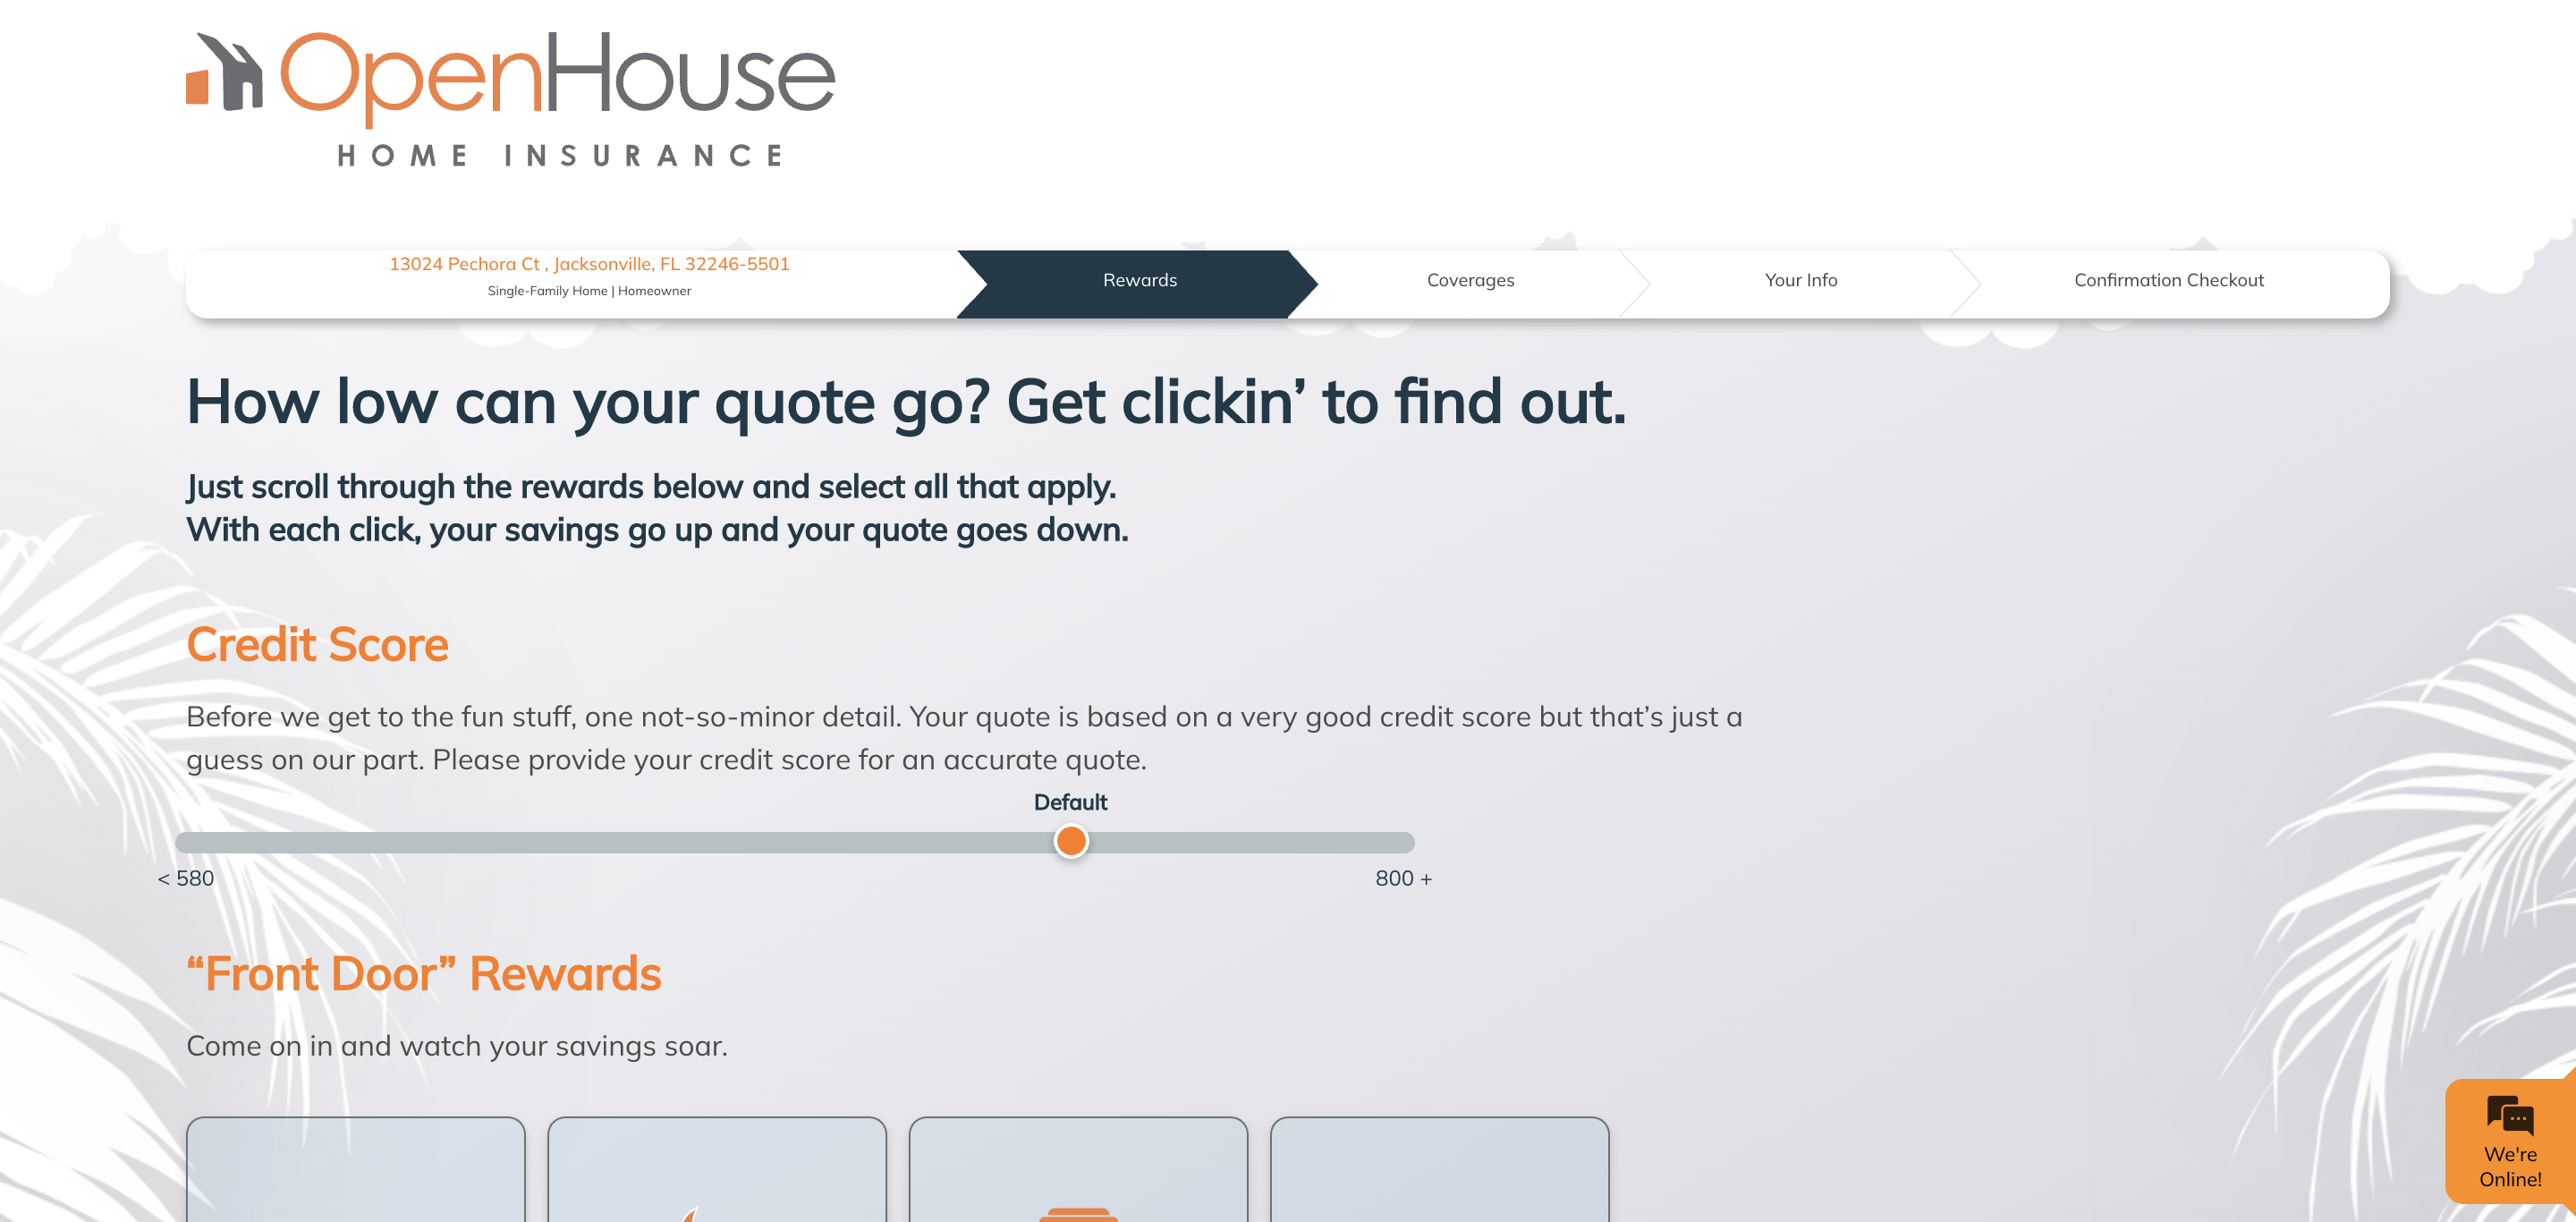 OpenHouse
HOME INSURANCE
13024 Pechora Ct , Jacksonville, FL 32246-5501
Single-Family Home | Homeowner
Rewards
Coverages
Your Info
Confirmation Checkout
How low can your quote go? Get clickin’ to find out.
Just scroll through the rewards below and select all that apply.
With each click, your savings go up and your quote goes down.
Credit Score
Before we get to the fun stuff, one not-so-minor detail. Your quote is based on a very good credit score but that’s just a
guess on our part. Please provide your credit score for an accurate quote.
Default
< 580
800 +
“Front Door” Rewards
Come on in and watch your savings soar.
We're
Online!